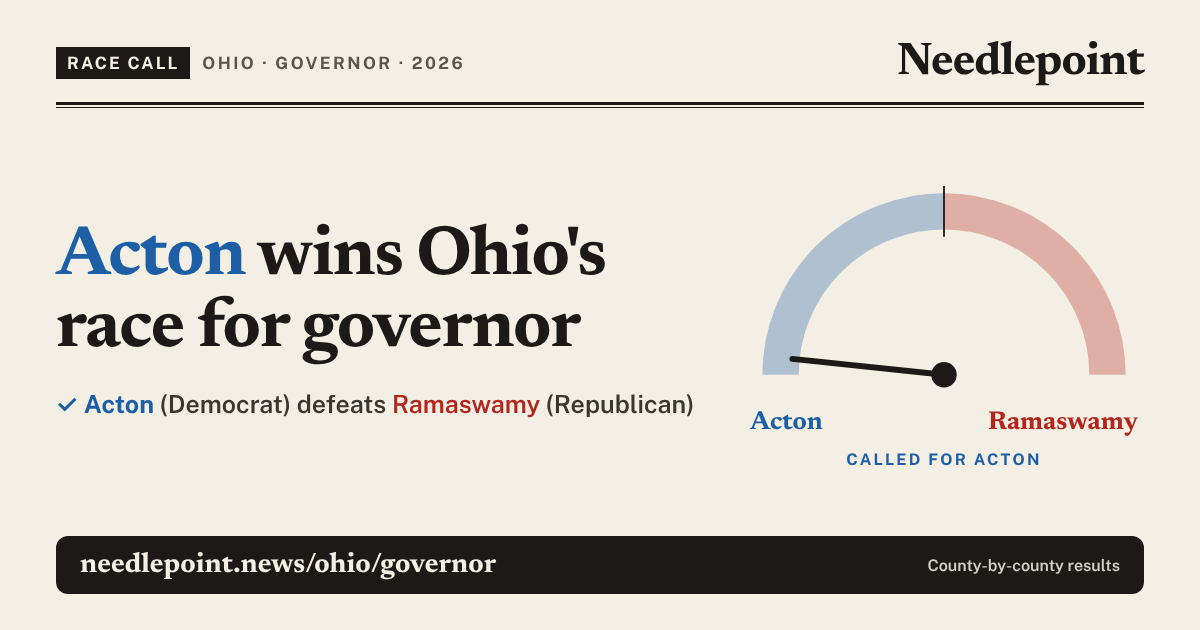 RACE CALL OHIO · GOVERNOR · 2026
Needlepoint
Acton wins Ohio's
race for governor
✓ Acton (Democrat) defeats Ramaswamy (Republican)
Acton
Ramaswamy
CALLED FOR ACTON
needlepoint.news/ohio/governor
County-by-county results